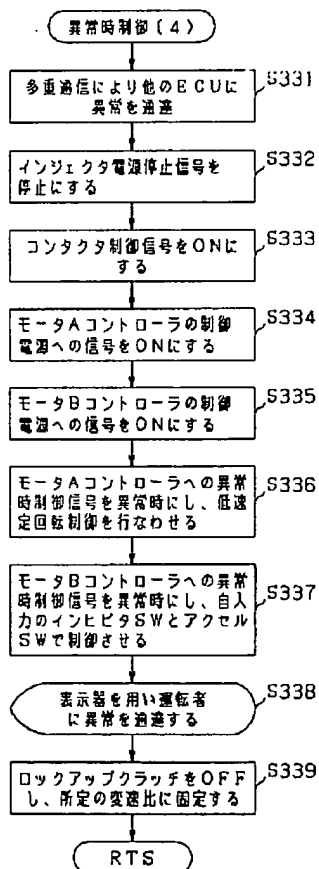 異常時制御(4)
S331
多重通信により他のECUに
異常を通達
S332
インジェクタ電源停止信号を
停止にする
S333
コンタクタ制御信号をONに
する
S334
モータAコントローラの制御
電源への信号をONにする
S335
モータBコントローラの制御
電源への信号をONにする
S336
モータAコントローラへの異常
時制御信号を異常時にし、低速
定回転制御を行なわせる
S337
モータBコントローラへの異常
時制御信号を異常時にし、自入
力のインヒビタSWとアクセル
SWで制御させる
S338
表示器を用い運転者
に異常を通達する
S339
ロックアップクラッチをOFF
し、所定の変速比に固定する
RTS